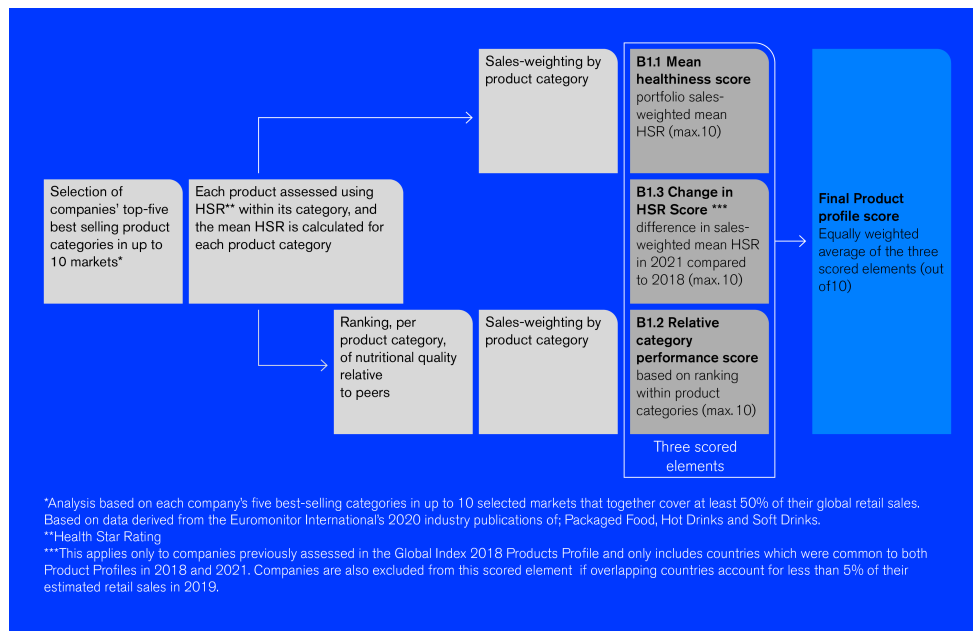 Selection of
companies’ top-five
best selling product
categories in up to
10 markets*
Each product assessed using
HSR** within its category, and
the mean HSR is calculated for
each product category
Sales-weighting by
product category
B1.1 Mean
healthiness score
portfolio sales-
weighted mean
HSR (max.10)
B1.3 Change in
HSR Score ***
difference in sales-
weighted mean HSR
in 2021 compared
to 2018 (max.10)
Ranking, per
product category,
of nutritional quality
relative
to peers
Sales-weighting by
product category
B1.2 Relative
category
performance score
based on ranking
within product
categories (max.10)
Three scored
elements
Final Product
profile score
Equally weighted
average of the three
scored elements (out
of10)
*Analysis based on each company’s five best-selling categories in up to 10 selected markets that together cover at least 50% of their global retail sales.
Based on data derived from the Euromonitor International’s 2020 industry publications of; Packaged Food, Hot Drinks and Soft Drinks.
**Health Star Rating
***This applies only to companies previously assessed in the Global Index 2018 Products Profile and only includes countries which were common to both
Product Profiles in 2018 and 2021. Companies are also excluded from this scored element if overlapping countries account for less than 5% of their
estimated retail sales in 2019.